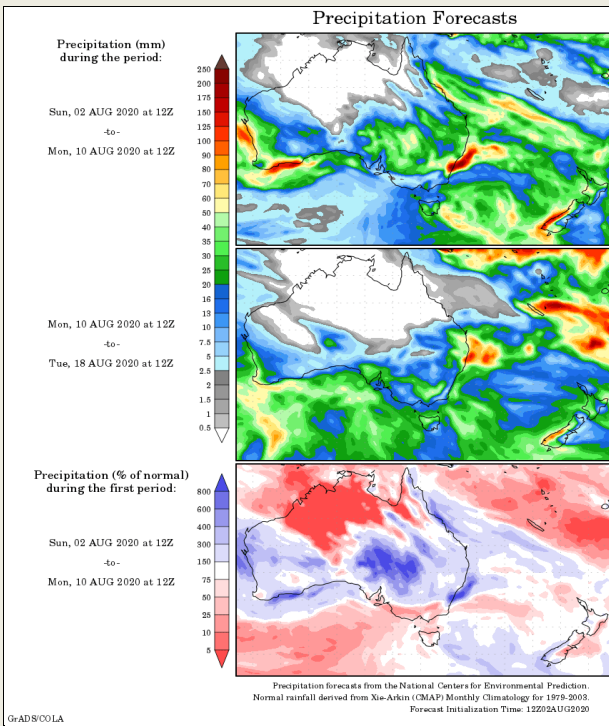 Precipitation Forecasts
Precipitation (mm)
during the period:
Sun, 02 AUG 2020 at 12Z
-to-
Mon, 10 AUG 2020 at 12Z
250
200
175
150
125
100
90
80
70
60
50
40
35
30
25
20
16
13
10
7.5
5
2.5
2
1.5
1
0.5
Mon, 10 AUG 2020 at 12Z
-to-
Tue, 18 AUG 2020 at 12Z
Precipitation (% of normal)
during the first period:
Sun, 02 AUG 2020 at 12Z
-to-
Mon, 10 AUG 2020 at 12Z
800
600
400
300
150
75
50
25
10
5
Precipitation forecasts from the National Centers for Environmental Prediction.
Normal rainfall derived from Xie-Arkin (CMAP) Monthly Climatology for 1979-2003.
Forecast Initialization Time: 12Z02AUG2020
GrADS/COLA